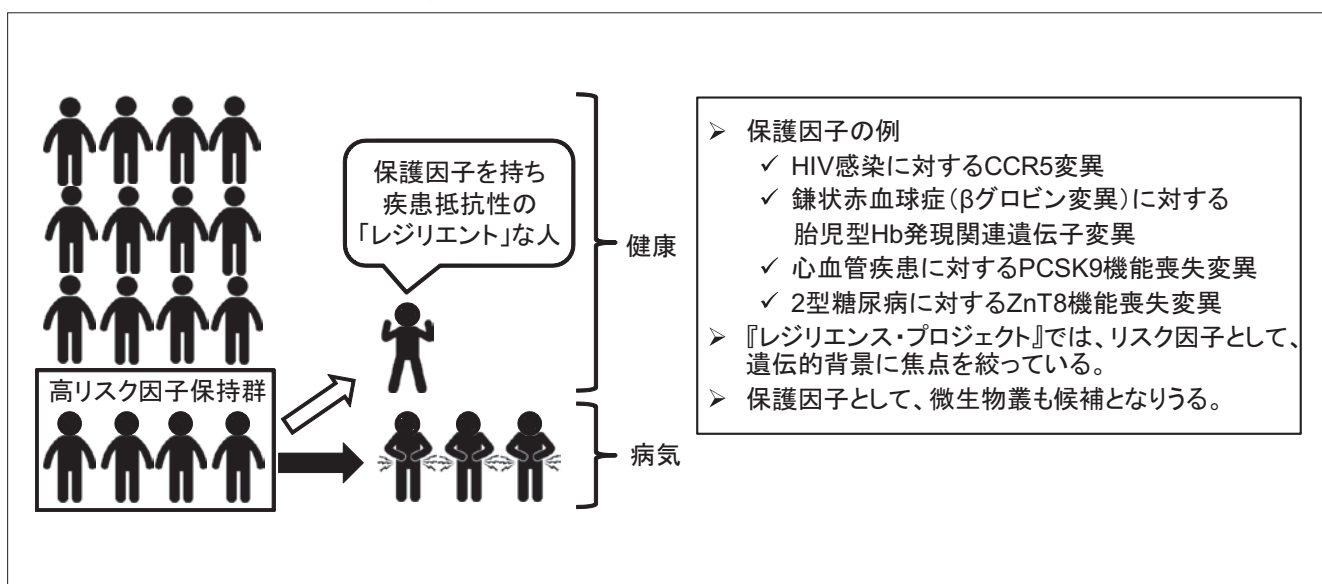 保護因子を持ち
疾患抵抗性の
「レジリエント」な人
健康
高リスク因子保持群
病気
➢ 保護因子の例
✓ HIV感染に対するCCR5変異
✓ 鎌状赤血球症(βグロビン変異)に対する
胎児型Hb発現関連遺伝子変異
✓ 心血管疾患に対するPCSK9機能喪失変異
✓ 2型糖尿病に対するZnT8機能喪失変異
➢ 『レジリエンス・プロジェクト』では、リスク因子として、
遺伝的背景に焦点を絞っている。
➢ 保護因子として、微生物叢も候補となりうる。